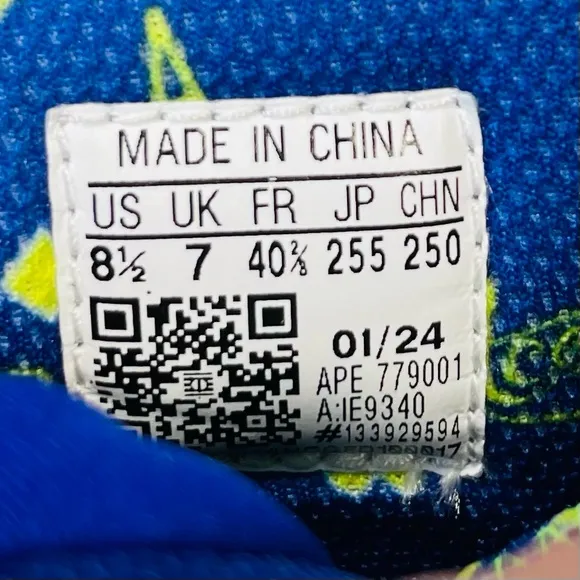 MADE IN CHINA
US UK FR JP CHN
8½ 7 40⅔ 255 250
01/24
APE 779001
A:IE9340
#133929594